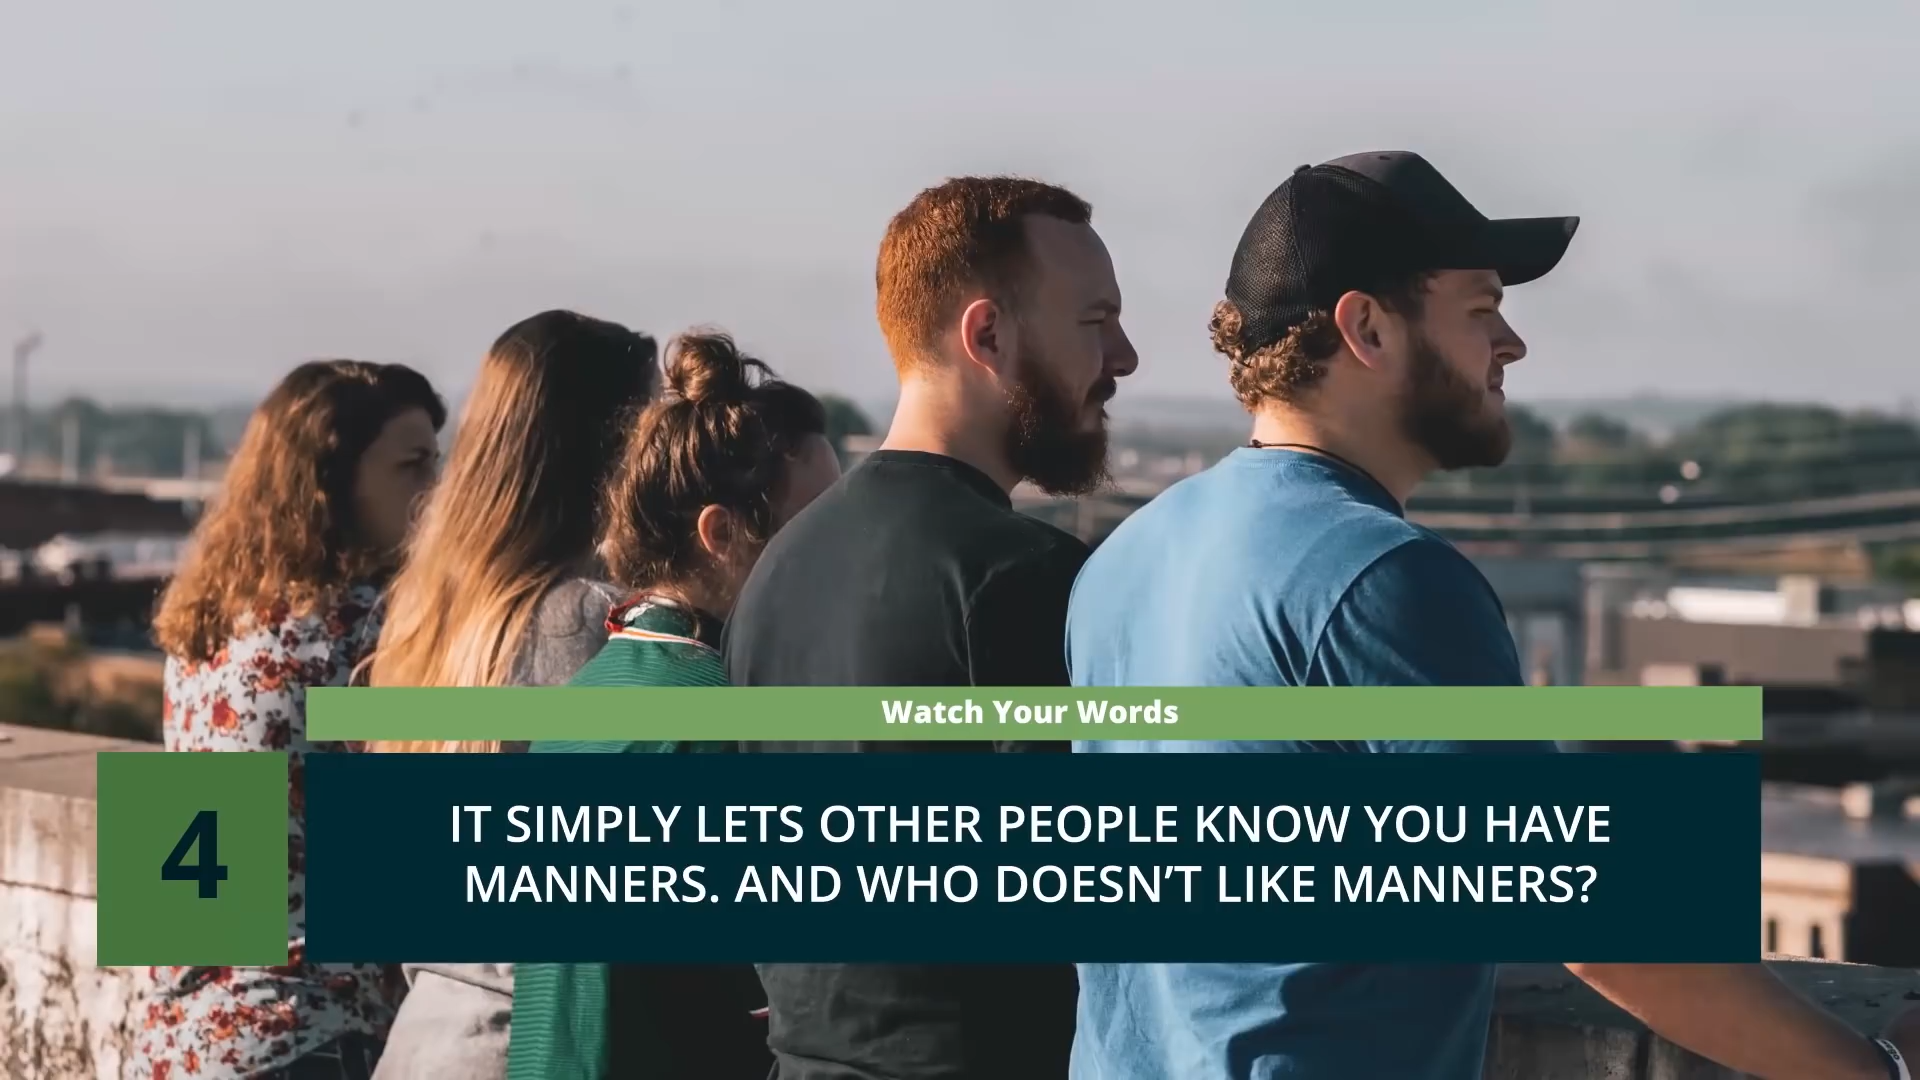 Watch Your Words
4
IT SIMPLY LETS OTHER PEOPLE KNOW YOU HAVE
MANNERS. AND WHO DOESN’T LIKE MANNERS?